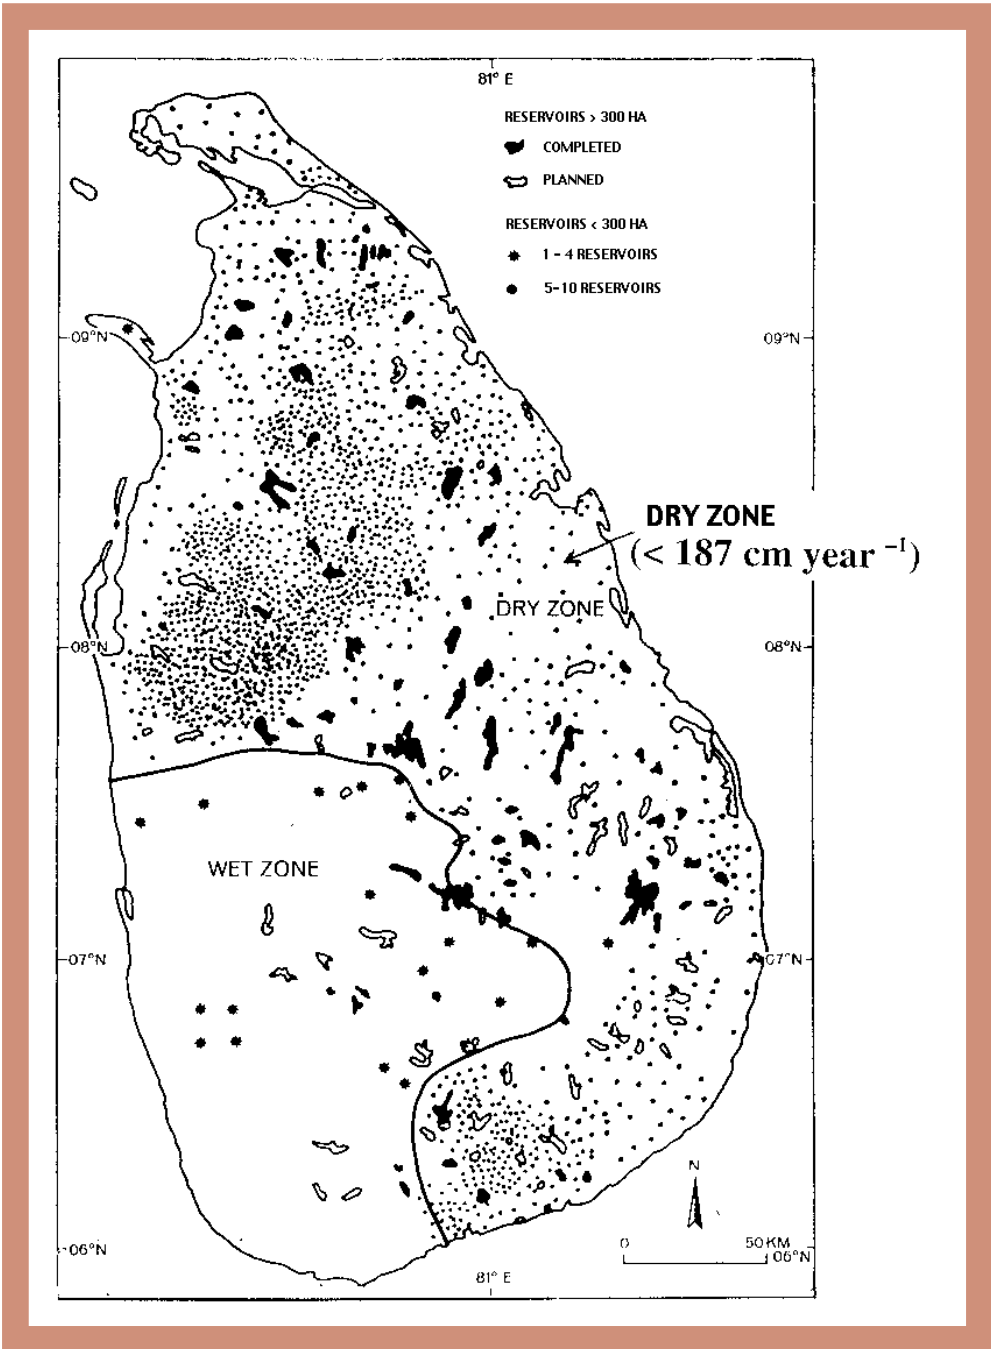 81° E
RESERVOIRS > 300 HA
COMPLETED
PLANNED
RESERVOIRS < 300 HA
1 - 4 RESERVOIRS
5-10 RESERVOIRS
09°N
09°N
DRY ZONE
(< 187 cm year ⁻¹)
DRY ZONE
08°N
08°N
WET ZONE
07°N
07°N
N
0 50 KM
06°N
06°N
81° E